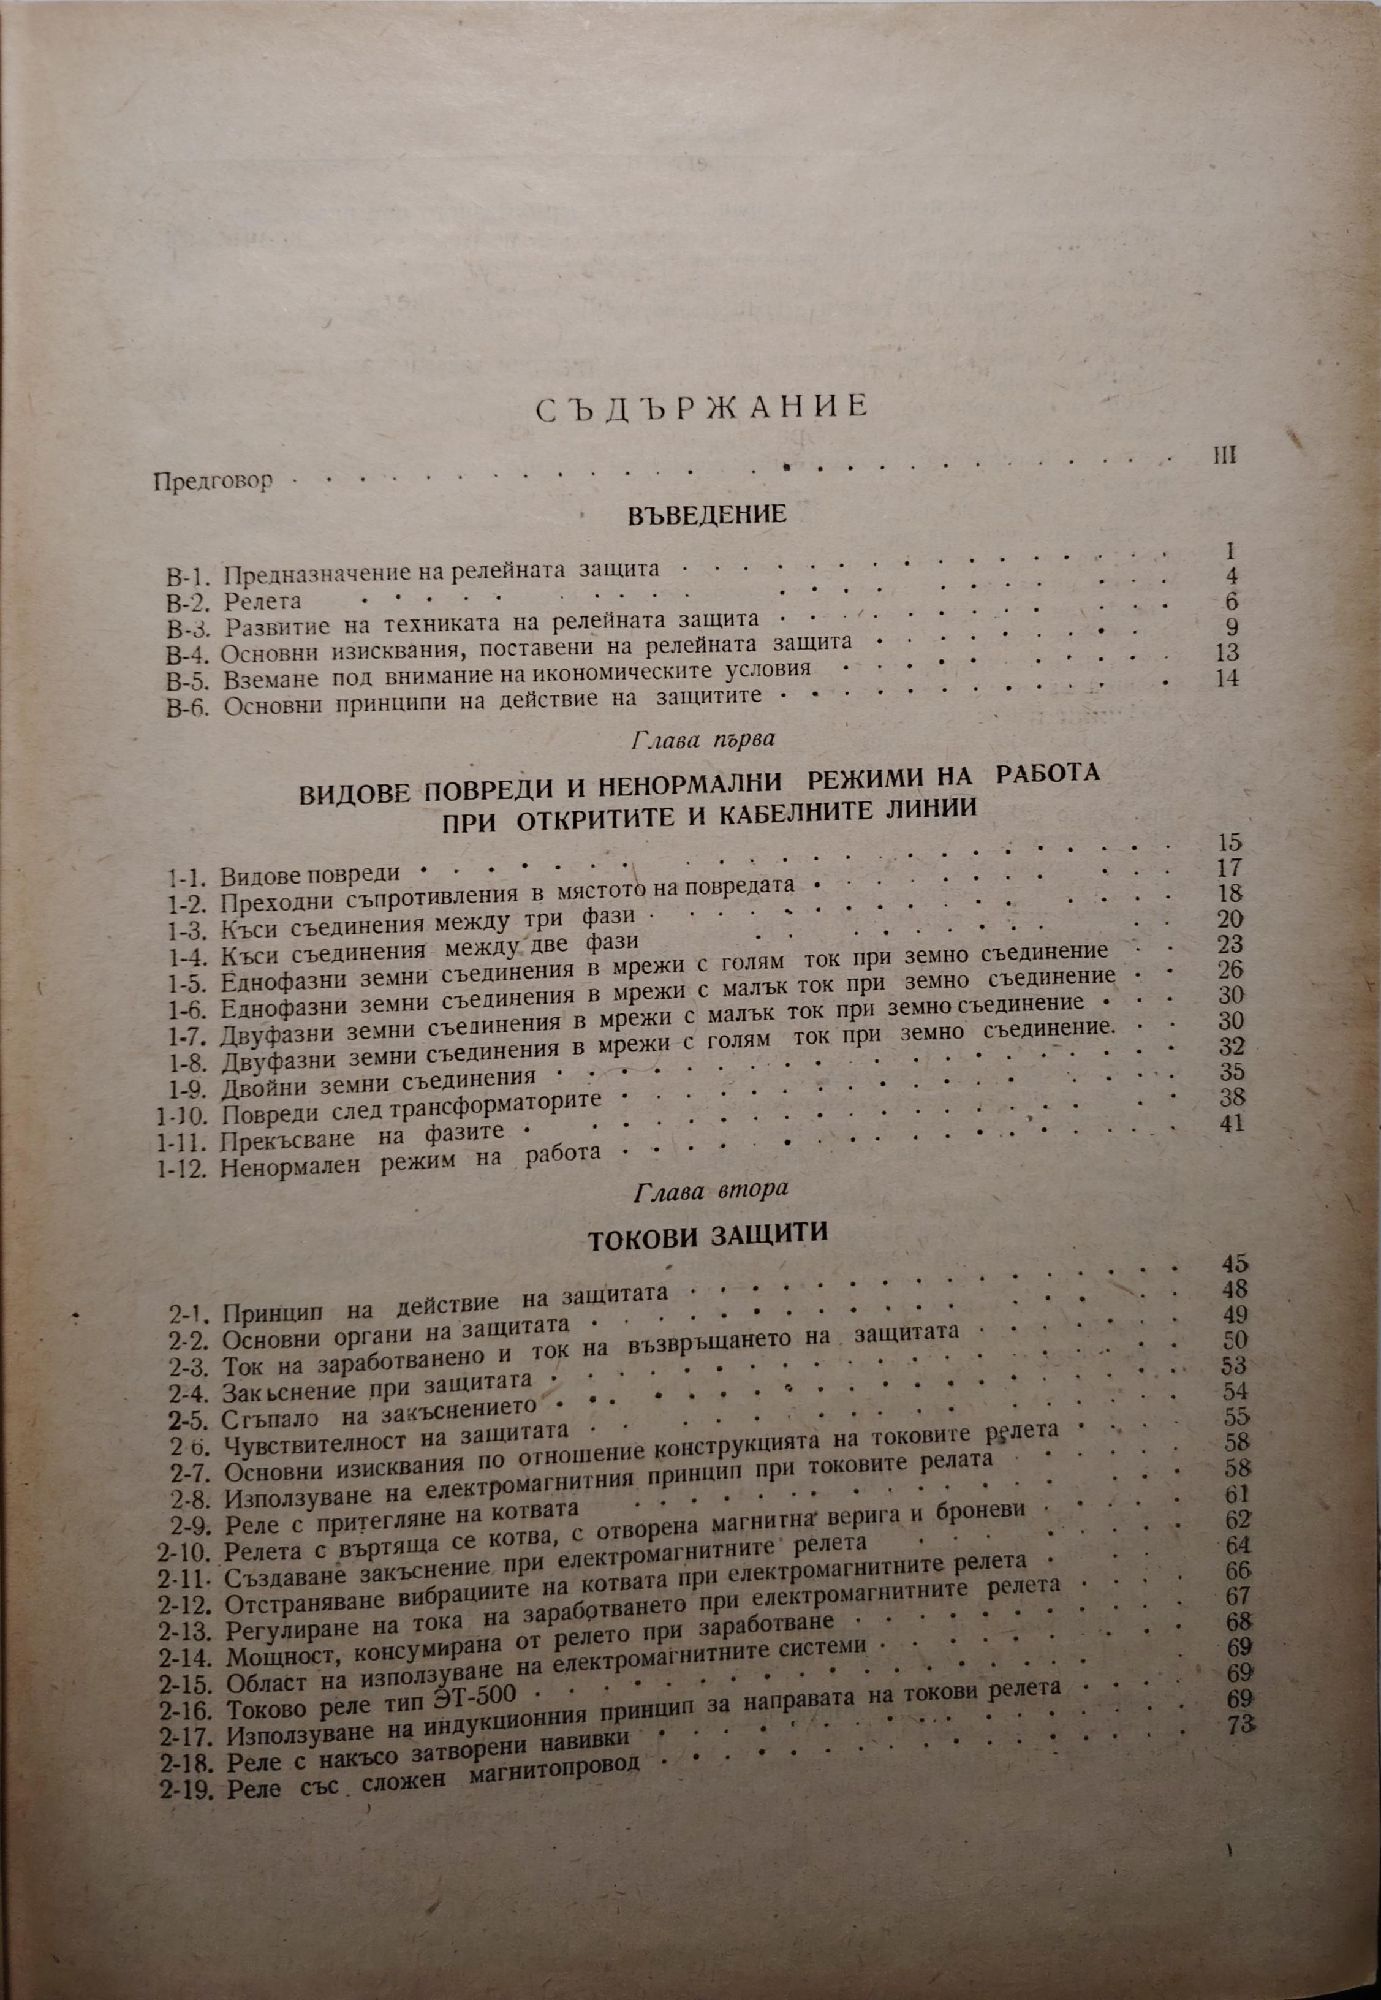 СЪДЪРЖАНИЕ
Предговор . . . . . . . . . . . . . . . . . . . . III
ВЪВЕДЕНИЕ
В-1. Предназначение на релейната защита . . . . . . . . . . 1
В-2. Релета . . . . . . . . . . . . . . . . 4
В-3. Развитие на техниката на релейната защита . . . . . . . . 6
В-4. Основни изисквания, поставени на релейната защита . . . . . . 9
В-5. Вземане под внимание на икономическите условия . . . . . . . 13
В-6. Основни принципи на действие на защитите . . . . . . . . 14
Глава първа
ВИДОВЕ ПОВРЕДИ И НЕНОРМАЛНИ РЕЖИМИ НА РАБОТА
ПРИ ОТКРИТИТЕ И КАБЕЛНИТЕ ЛИНИИ
1-1. Видове повреди . . . . . . . . . . . . . . . 15
1-2. Преходни съпротивления в мястото на повредата . . . . . . . 17
1-3. Къси съединения между три фази . . . . . . . . . . 18
1-4. Къси съединения между две фази . . . . . . . . . . 20
1-5. Еднофазни земни съединения в мрежи с голям ток при земно съединение . . 23
1-6. Еднофазни земни съединения в мрежи с малък ток при земно съединение . . 26
1-7. Двуфазни земни съединения в мрежи с малък ток при земно съединение . . . 30
1-8. Двуфазни земни съединения в мрежи с голям ток при земно съединение. . . 30
1-9. Двойни земни съединения . . . . . . . . . . . . 32
1-10. Повреди след трансформаторите . . . . . . . . . . . 35
1-11. Прекъсване на фазите . . . . . . . . . . . . . 38
1-12. Ненормален режим на работа . . . . . . . . . . . 41
Глава втора
ТОКОВИ ЗАЩИТИ
2-1. Принцип на действие на защитата . . . . . . . . . . 45
2-2. Основни органи на защитата . . . . . . . . . . . 48
2-3. Ток на заработванено и ток на възвръщането на защитата . . . . . 49
2-4. Закъснение при защитата . . . . . . . . . . . . 50
2-5. Сгъпало на закъснението . . . . . . . . . . . . 53
2 6. Чувствителност на защитата . . . . . . . . . . . 54
2-7. Основни изисквания по отношение конструкцията на токовите релета . . . . 55
2-8. Използуване на електромагнитния принцип при токовите релата . . . . . 58
2-9. Реле с притегляне на котвата . . . . . . . . . . . 58
2-10. Релета с въртяща се котва, с отворена магнитна верига и броневи . . . . . 61
2-11. Създаване закъснение при електромагнитните релета . . . . . 62
2-12. Отстраняване вибрациите на котвата при електромагнитните релета . . . 64
2-13. Регулиране на тока на заработването при електромагнитните релета . . . 66
2-14. Мощност, консумирана от релето при заработване . . . . . . . 67
2-15. Област на използуване на електромагнитните системи . . . . . . 68
2-16. Токово реле тип ЭТ-500 . . . . . . . . . . . . 69
2-17. Използуване на индукционния принцип за направата на токови релета . . . . 69
2-18. Реле с накъсо затворени навивки . . . . . . . . . . 69
2-19. Реле със сложен магнитопровод . . . . . . . . . . 73